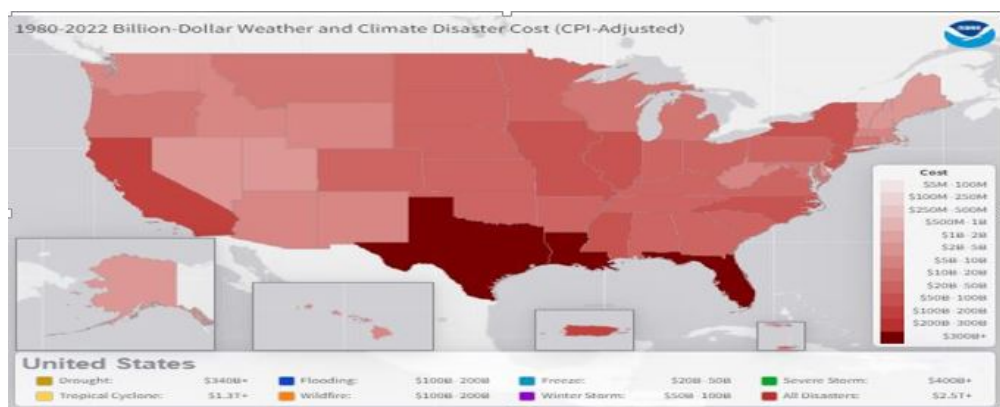 1980-2022 Billion-Dollar Weather and Climate Disaster Cost (CPI-Adjusted)
Cost
$5M-100M
$100M-250M
$250M-500M
$500M-1B
$1B-2B
$2B-5B
$5B-10B
$10B-20B
$20B-50B
$50B-100B
$100B-200B
$200B-300B
$300B+
United States
Drought: $340B+ Flooding: $100B-200B Freeze: $20B-50B Severe Storm: $400B+
Tropical Cyclone: $1.3T+ Wildfire: $100B-200B Winter Storm: $50B-100B All Disasters: $2.5T+